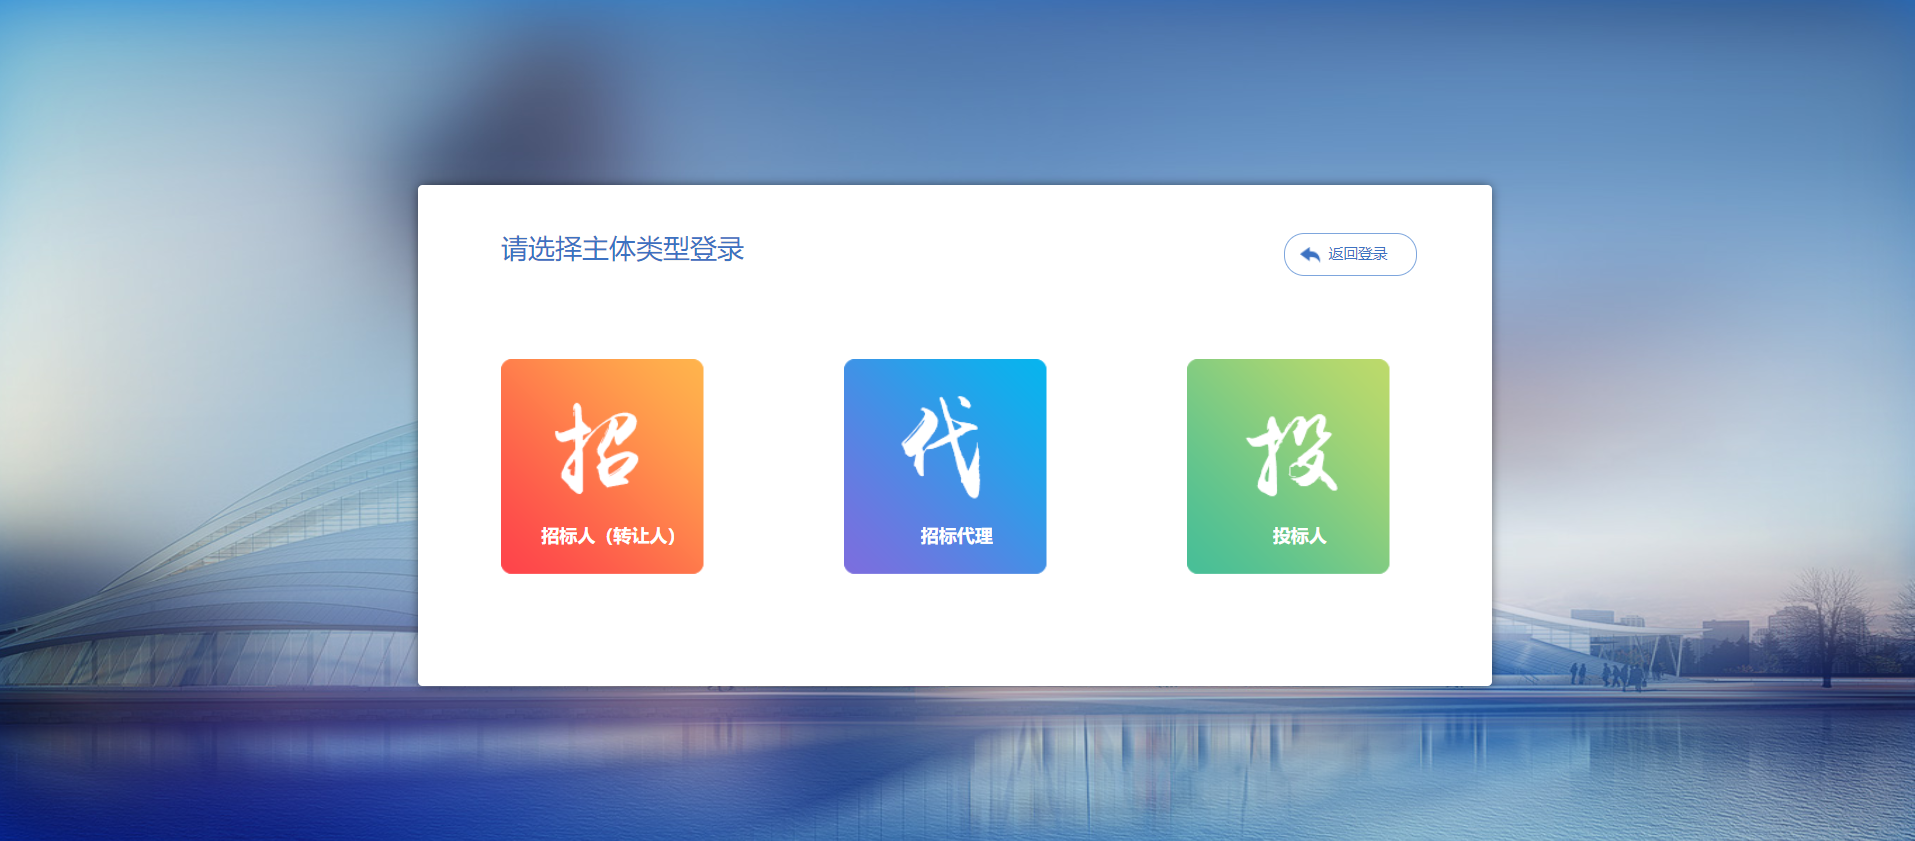 请选择主体类型登录
返回登录
招
代
投
招标人（转让人）
招标代理
投标人